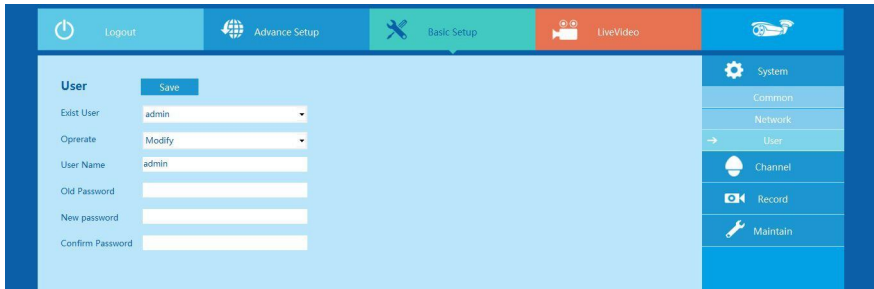 Logout
Advance Setup
Basic Setup
LiveVideo
User
Save
Exist User
admin
Oprerate
Modify
User Name
admin
Old Password
New password
Confirm Password
System
Common
Network
User
Channel
Record
Maintain